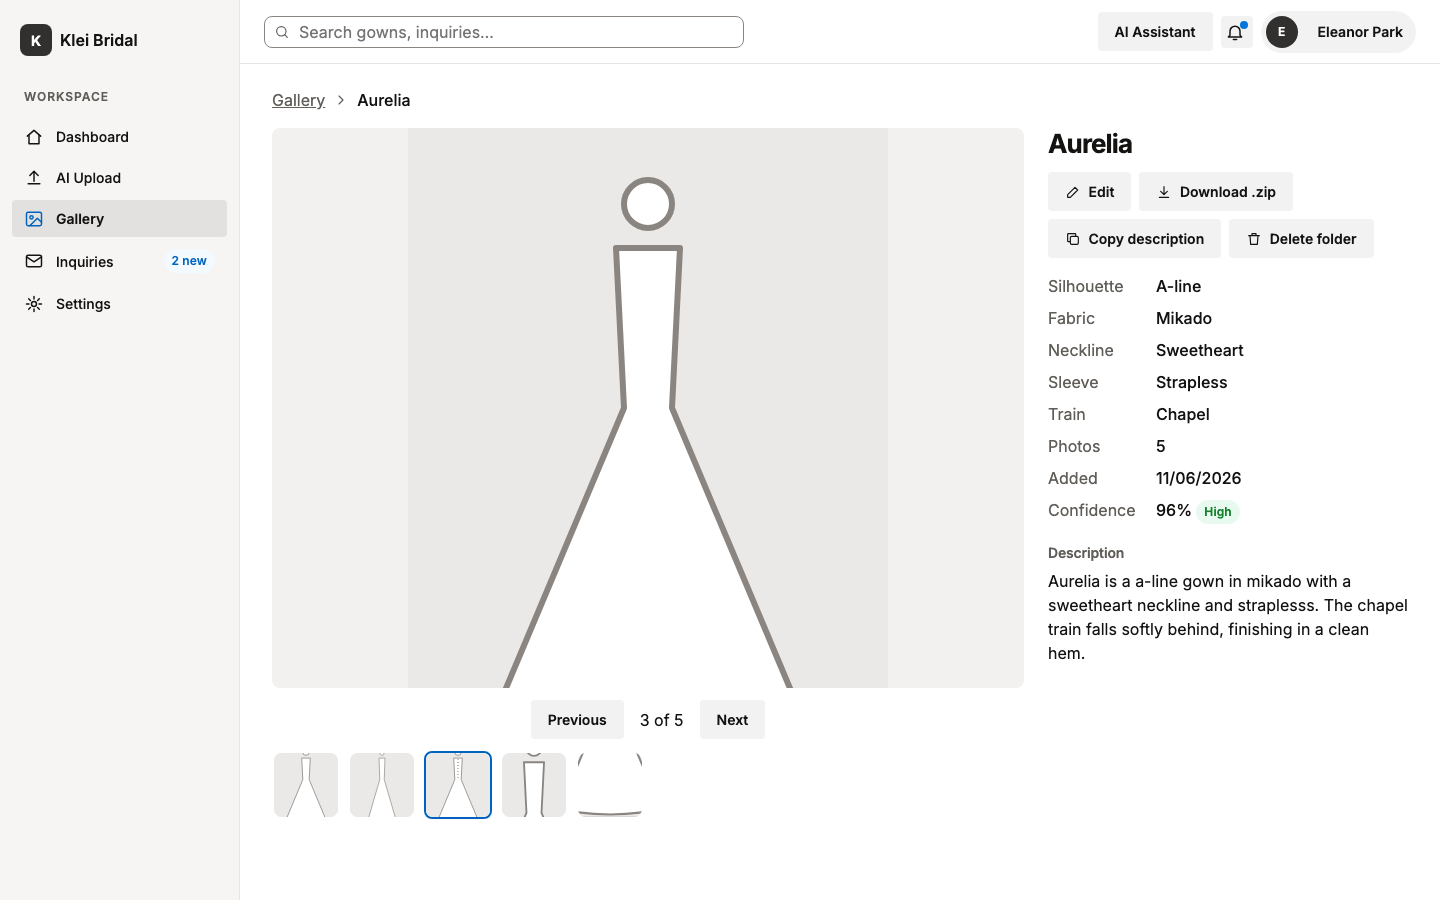 K Klei Bridal
Search gowns, inquiries...
AI Assistant
E Eleanor Park
WORKSPACE
Dashboard
AI Upload
Gallery
Inquiries 2 new
Settings
Gallery > Aurelia
Aurelia
Edit
Download .zip
Copy description
Delete folder
Silhouette A-line
Fabric Mikado
Neckline Sweetheart
Sleeve Strapless
Train Chapel
Photos 5
Added 11/06/2026
Confidence 96% High
Description
Aurelia is a a-line gown in mikado with a
sweetheart neckline and straplesss. The chapel
train falls softly behind, finishing in a clean
hem.
Previous 3 of 5 Next